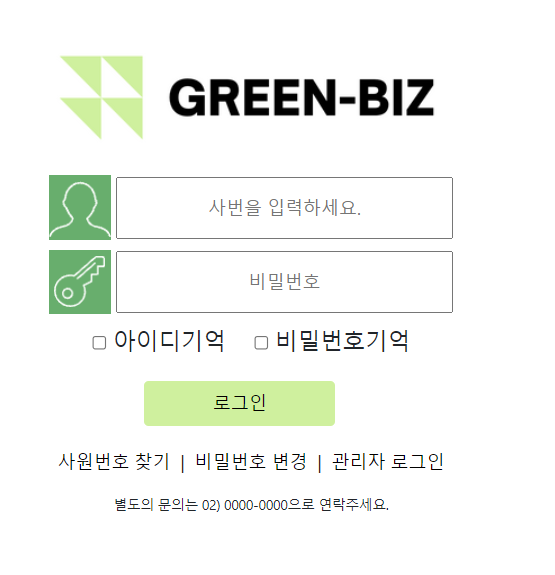 GREEN-BIZ
사번을 입력하세요.
비밀번호
아이디기억 비밀번호기억
로그인
사원번호 찾기 | 비밀번호 변경 | 관리자 로그인
별도의 문의는 02) 0000-0000으로 연락주세요.